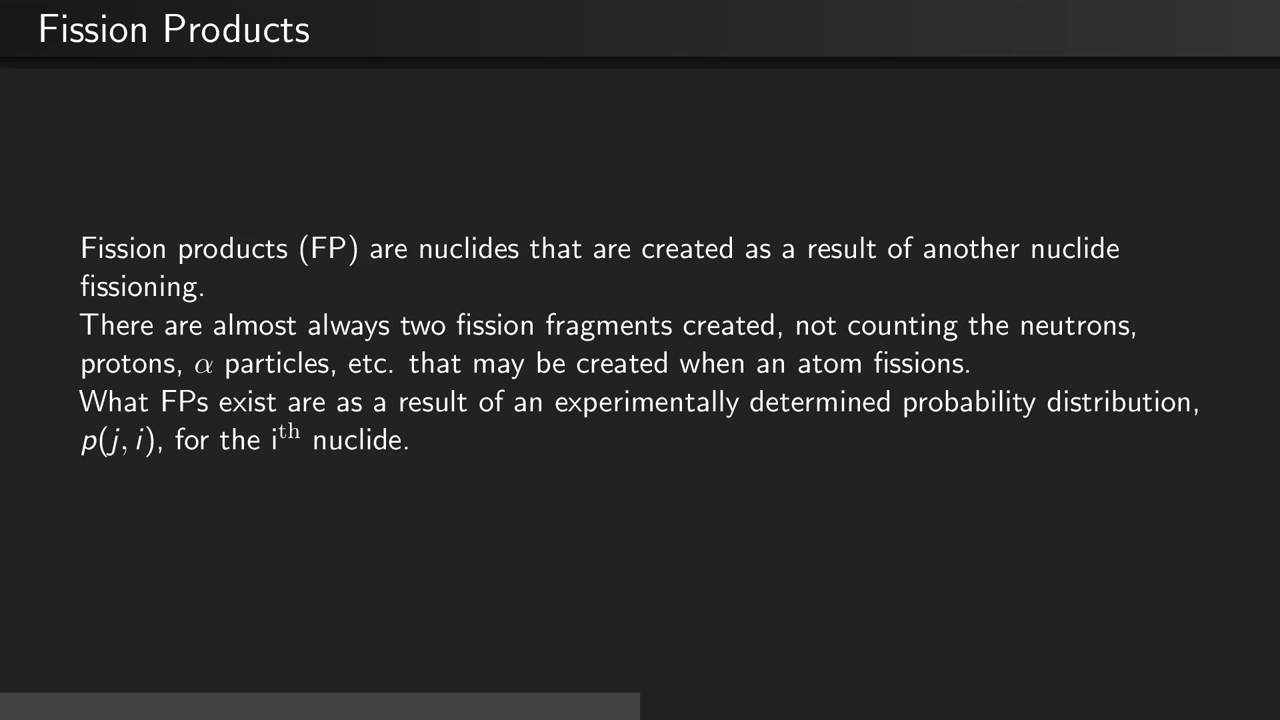 Fission Products
Fission products (FP) are nuclides that are created as a result of another nuclide
fissioning.
There are almost always two fission fragments created, not counting the neutrons,
protons, α particles, etc. that may be created when an atom fissions.
What FPs exist are as a result of an experimentally determined probability distribution,
p(j, i), for the iᵗʰ nuclide.